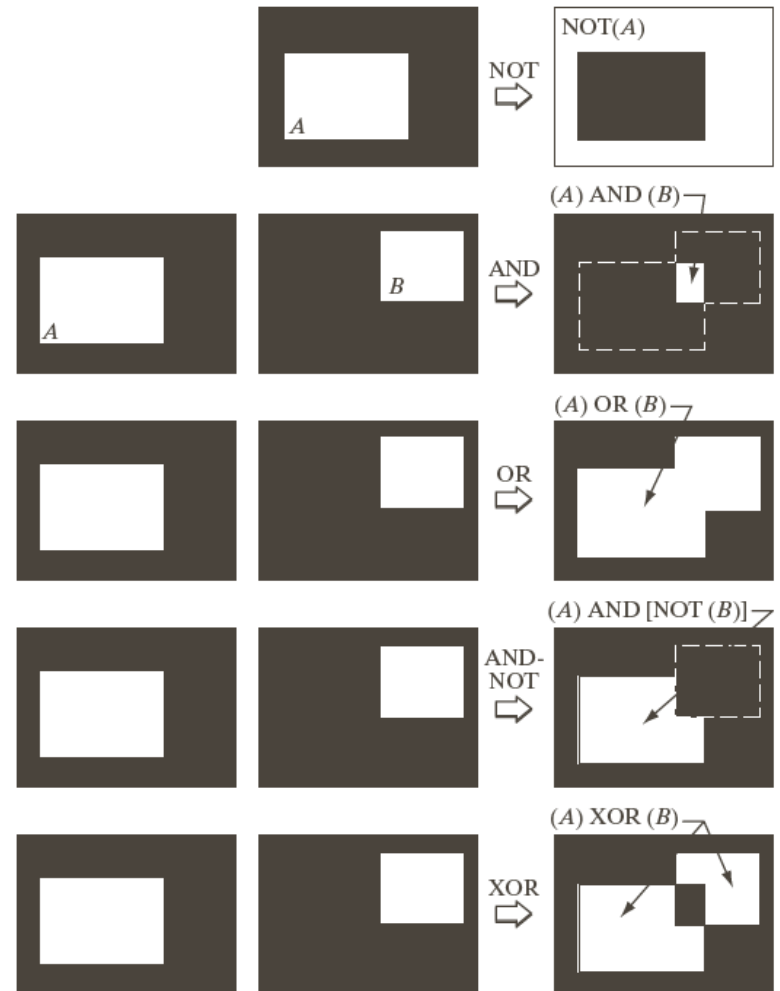 NOT(A)
NOT
A
(A) AND (B)
AND
B
A
(A) OR (B)
OR
(A) AND [NOT (B)]
AND-
NOT
(A) XOR (B)
XOR